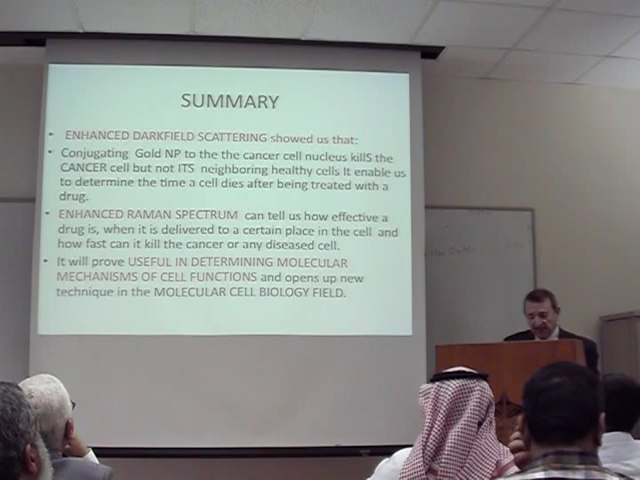 SUMMARY
• ENHANCED DARKFIELD SCATTERING showed us that:
• Conjugating Gold NP to the the cancer cell nucleus killS the
CANCER cell but not ITS neighboring healthy cells It enable us
to determine the time a cell dies after being treated with a
drug.
• ENHANCED RAMAN SPECTRUM can tell us how effective a
drug is, when it is delivered to a certain place in the cell and
how fast can it kill the cancer or any diseased cell.
• It will prove USEFUL IN DETERMINING MOLECULAR
MECHANISMS OF CELL FUNCTIONS and opens up new
technique in the MOLECULAR CELL BIOLOGY FIELD.